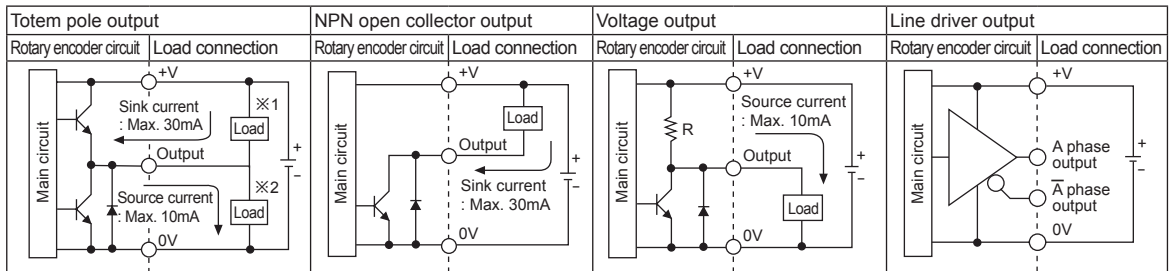 Totem pole output
Rotary encoder circuit
Load connection
Main circuit
+V
Sink current
: Max. 30mA
※1
Load
Output
+
−
Source current
: Max. 10mA
※2
Load
0V
NPN open collector output
Rotary encoder circuit
Load connection
Main circuit
+V
Load
Output
+
−
Sink current
: Max. 30mA
0V
Voltage output
Rotary encoder circuit
Load connection
Main circuit
+V
Source current
: Max. 10mA
R
Output
+
−
Load
0V
Line driver output
Rotary encoder circuit
Load connection
Main circuit
+V
A phase
output
+
−
A̅ phase
output
0V